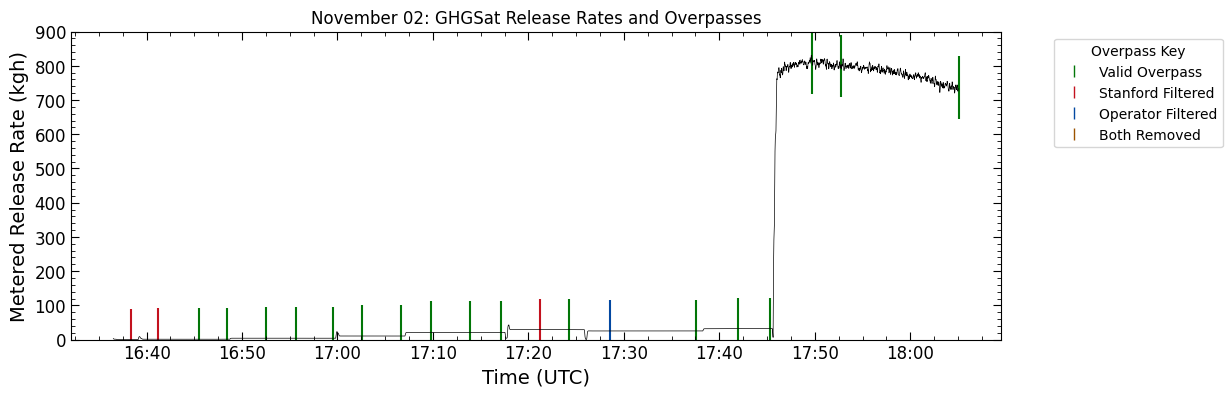 November 02: GHGSat Release Rates and Overpasses
Metered Release Rate (kgh)
900
800
700
600
500
400
300
200
100
0
16:40 16:50 17:00 17:10 17:20 17:30 17:40 17:50 18:00
Time (UTC)
Overpass Key
Valid Overpass
Stanford Filtered
Operator Filtered
Both Removed